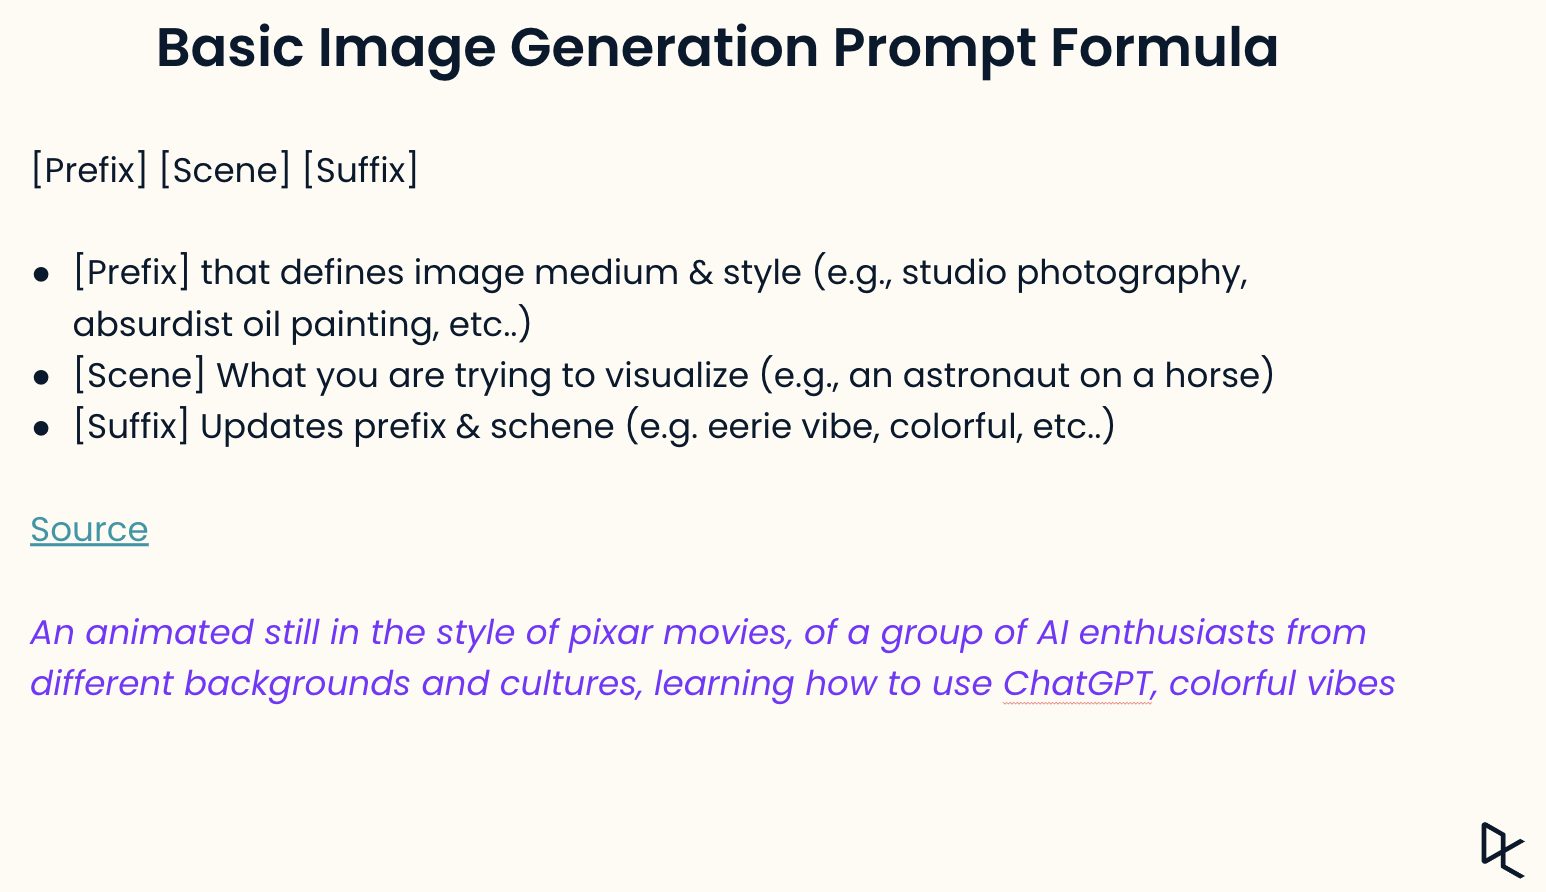 Basic Image Generation Prompt Formula
[Prefix] [Scene] [Suffix]
● [Prefix] that defines image medium & style (e.g., studio photography,
absurdist oil painting, etc..)
● [Scene] What you are trying to visualize (e.g., an astronaut on a horse)
● [Suffix] Updates prefix & schene (e.g. eerie vibe, colorful, etc..)
Source
An animated still in the style of pixar movies, of a group of AI enthusiasts from
different backgrounds and cultures, learning how to use ChatGPT, colorful vibes